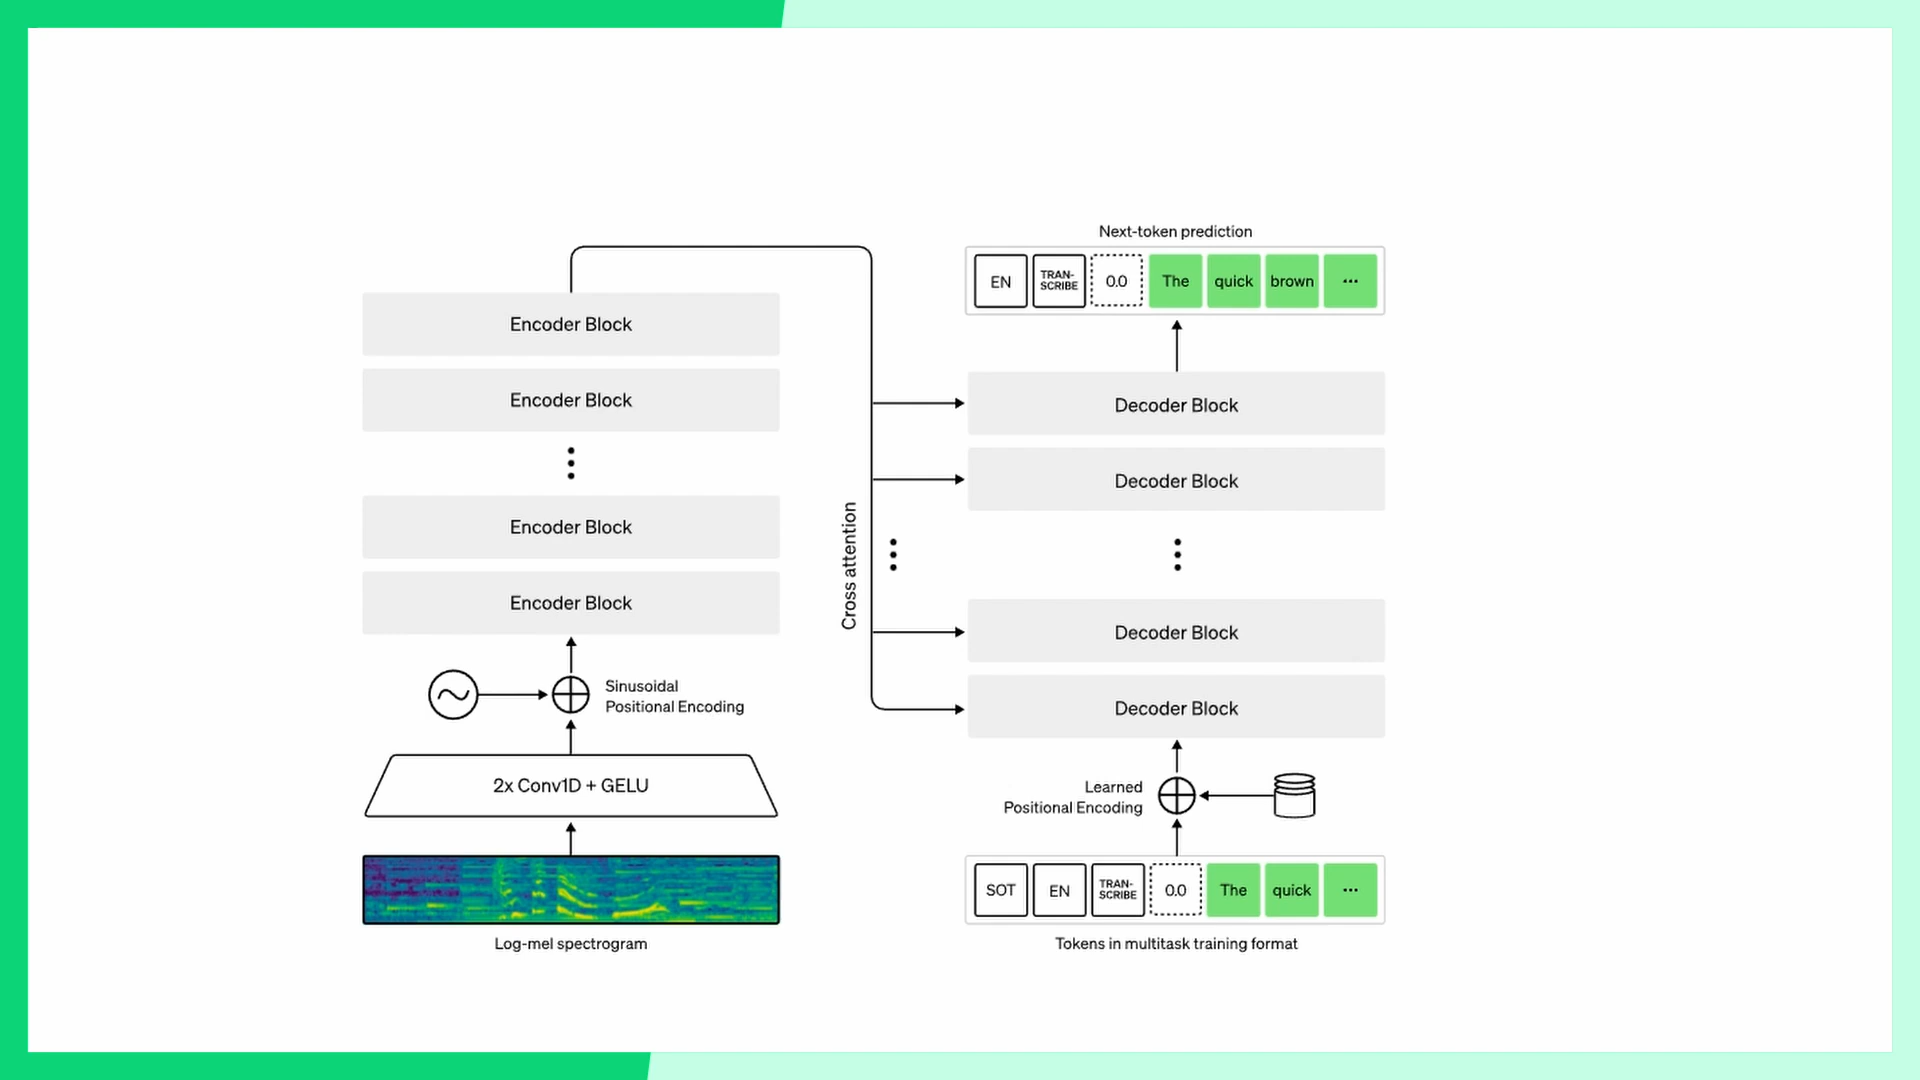 Encoder Block
Encoder Block
Encoder Block
Encoder Block
Sinusoidal
Positional Encoding
2x Conv1D + GELU
Log-mel spectrogram
Cross attention
Next-token prediction
EN TRAN-
SCRIBE 0.0 The quick brown ...
Decoder Block
Decoder Block
Decoder Block
Decoder Block
Learned
Positional Encoding
SOT EN TRAN-
SCRIBE 0.0 The quick ...
Tokens in multitask training format